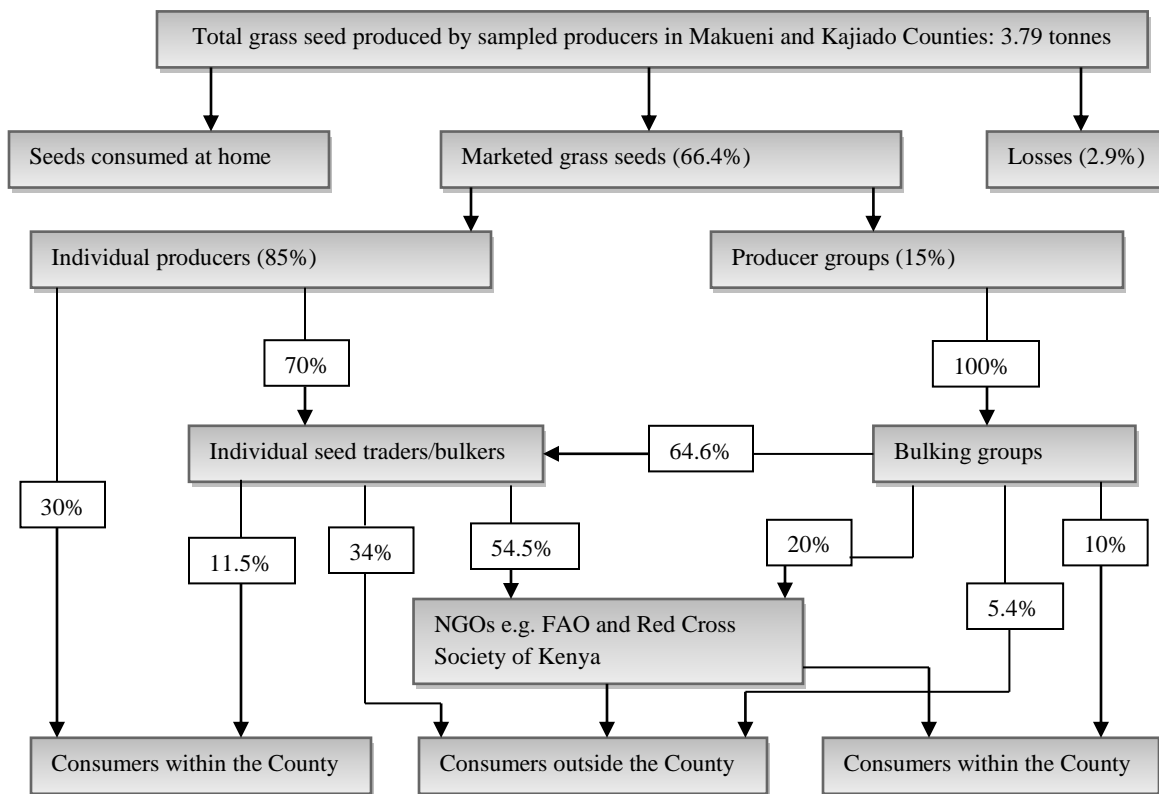 Total grass seed produced by sampled producers in Makueni and Kajiado Counties: 3.79 tonnes
Seeds consumed at home
Marketed grass seeds (66.4%)
Losses (2.9%)
Individual producers (85%)
Producer groups (15%)
70%
100%
Individual seed traders/bulkers
64.6%
Bulking groups
30%
11.5%
34%
54.5%
20%
10%
5.4%
NGOs e.g. FAO and Red Cross
Society of Kenya
Consumers within the County
Consumers outside the County
Consumers within the County